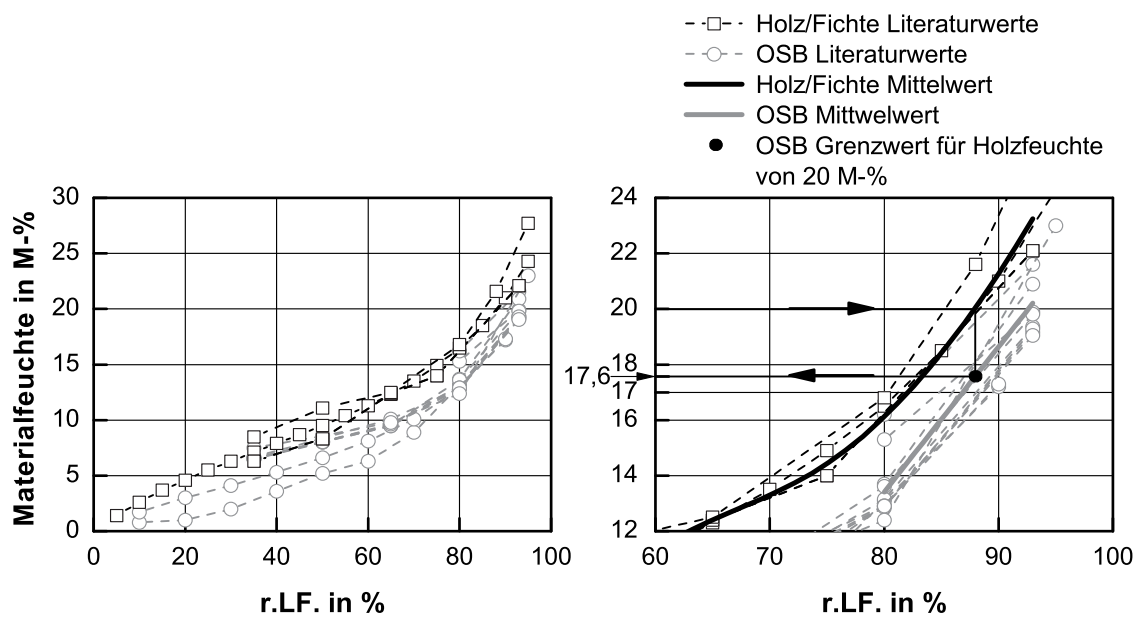 Holz/Fichte Literaturwerte
OSB Literaturwerte
Holz/Fichte Mittelwert
OSB Mittwelwert
OSB Grenzwert für Holzfeuchte
von 20 M-%
Materialfeuchte in M-%
30
25
20
15
10
5
0
0 20 40 60 80 100
r.LF. in %
24
22
20
18
17,6
17
16
14
12
60 70 80 90 100
r.LF. in %